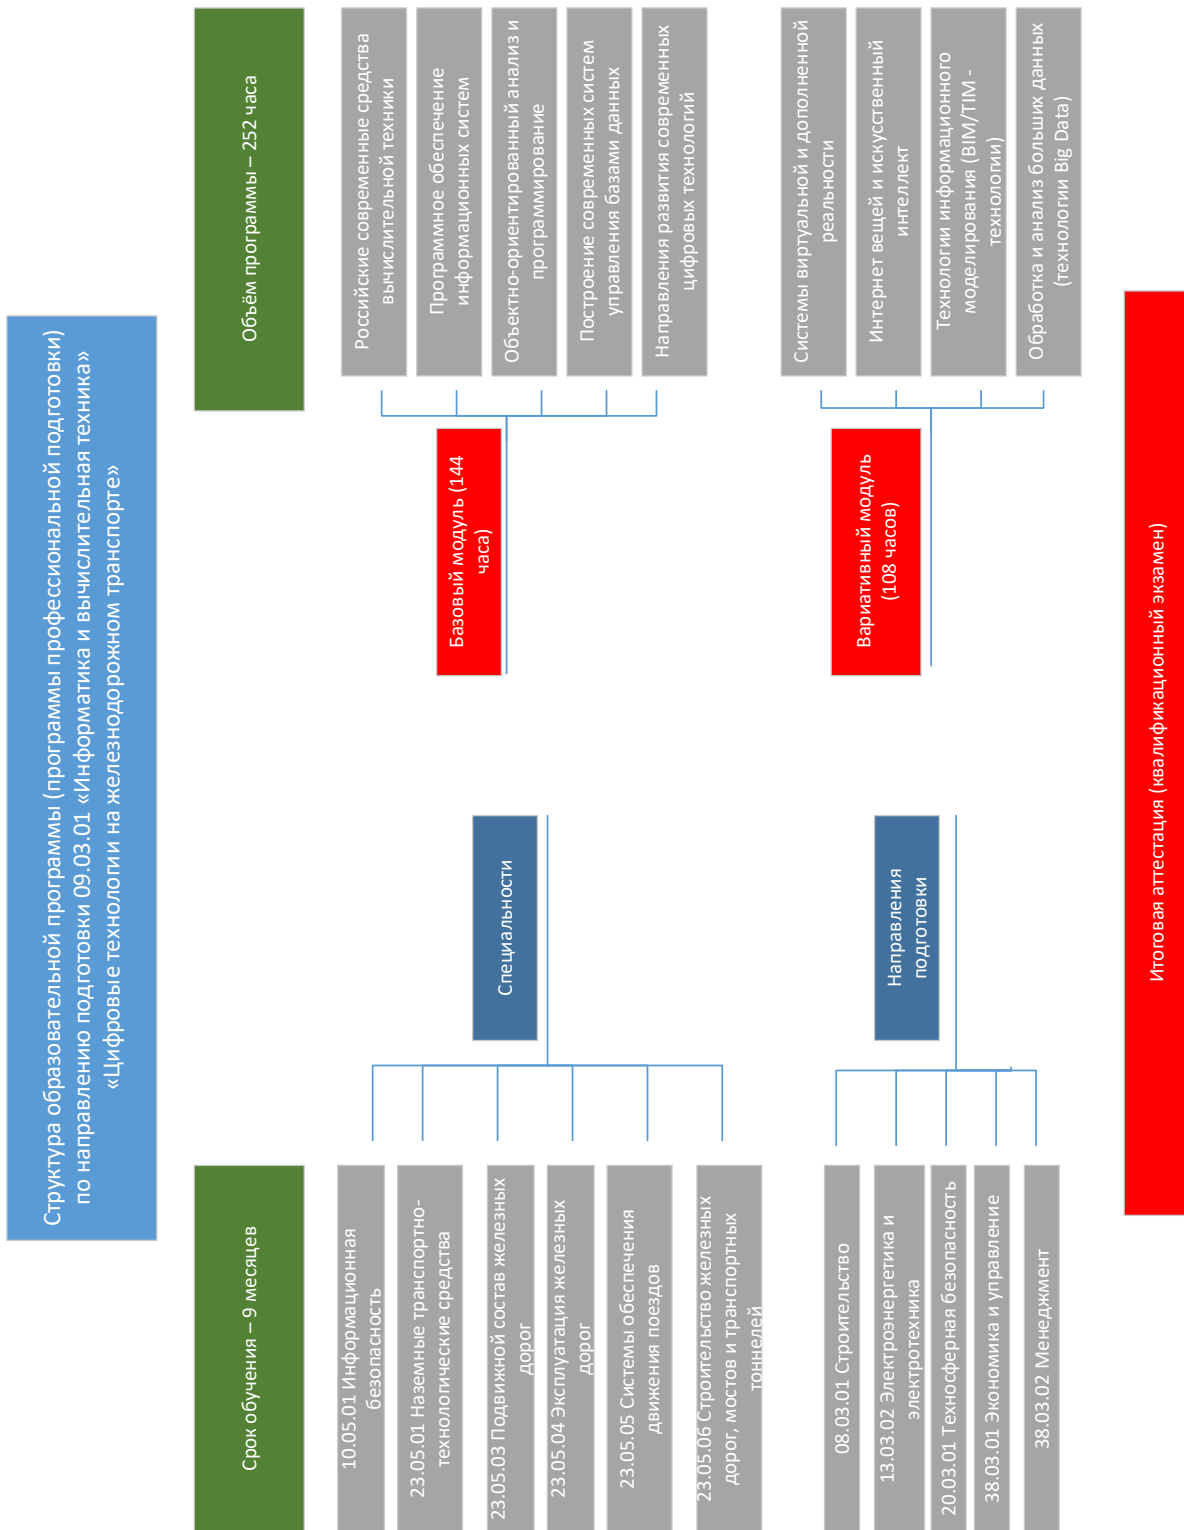 Структура образовательной программы (программы профессиональной подготовки)
по направлению подготовки 09.03.01 «Информатика и вычислительная техника»
«Цифровые технологии на железнодорожном транспорте»
Срок обучения – 9 месяцев
Объём программы – 252 часа
10.05.01 Информационная
безопасность
23.05.01 Наземные транспортно-
технологические средства
23.05.03 Подвижной состав железных
дорог
23.05.04 Эксплуатация железных
дорог
23.05.05 Системы обеспечения
движения поездов
23.05.06 Строительство железных
дорог, мостов и транспортных
тоннелей
Специальности
Базовый модуль (144
часа)
Российские современные средства
вычислительной техники
Программное обеспечение
информационных систем
Объектно-ориентированный анализ и
программирование
Построение современных систем
управления базами данных
Направления развития современных
цифровых технологий
08.03.01 Строительство
13.03.02 Электроэнергетика и
электротехника
20.03.01 Техносферная безопасность
38.03.01 Экономика и управление
38.03.02 Менеджмент
Направления
подготовки
Вариативный модуль
(108 часов)
Системы виртуальной и дополненной
реальности
Интернет вещей и искусственный
интеллект
Технологии информационного
моделирования (BIM/TIM -
технологии)
Обработка и анализ больших данных
(технологии Big Data)
Итоговая аттестация (квалификационный экзамен)